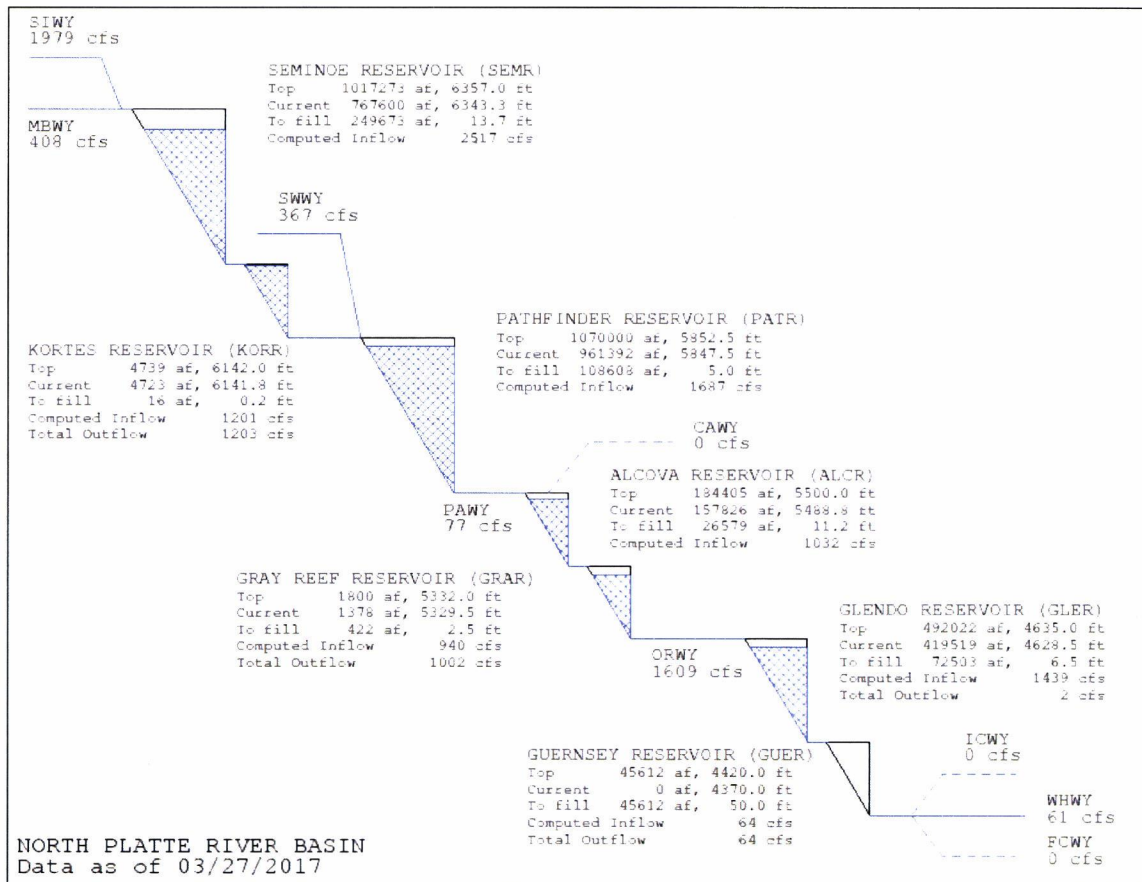 SIWY
1979 cfs
SEMINOE RESERVOIR (SEMR)
Top 1017273 af, 6357.0 ft
Current 767600 af, 6343.3 ft
To fill 249673 af, 13.7 ft
Computed Inflow 2517 cfs
MBWY
408 cfs
SWWY
367 cfs
PATHFINDER RESERVOIR (PATR)
Top 1070000 af, 5852.5 ft
Current 961392 af, 5847.5 ft
To fill 108608 af, 5.0 ft
Computed Inflow 1687 cfs
KORTES RESERVOIR (KORR)
Top 4739 af, 6142.0 ft
Current 4723 af, 6141.8 ft
To fill 16 af, 0.2 ft
Computed Inflow 1201 cfs
Total Outflow 1203 cfs
CAWY
0 cfs
ALCOVA RESERVOIR (ALCR)
Top 184405 af, 5500.0 ft
Current 157826 af, 5488.8 ft
To fill 26579 af, 11.2 ft
Computed Inflow 1032 cfs
PAWY
77 cfs
GRAY REEF RESERVOIR (GRAR)
Top 1800 af, 5332.0 ft
Current 1378 af, 5329.5 ft
To fill 422 af, 2.5 ft
Computed Inflow 940 cfs
Total Outflow 1002 cfs
GLENDO RESERVOIR (GLER)
Top 492022 af, 4635.0 ft
Current 419519 af, 4628.5 ft
To fill 72503 af, 6.5 ft
Computed Inflow 1439 cfs
Total Outflow 2 cfs
ORWY
1609 cfs
GUERNSEY RESERVOIR (GUER)
Top 45612 af, 4420.0 ft
Current 0 af, 4370.0 ft
To fill 45612 af, 50.0 ft
Computed Inflow 64 cfs
Total Outflow 64 cfs
ICWY
0 cfs
WHWY
61 cfs
FCWY
0 cfs
NORTH PLATTE RIVER BASIN
Data as of 03/27/2017